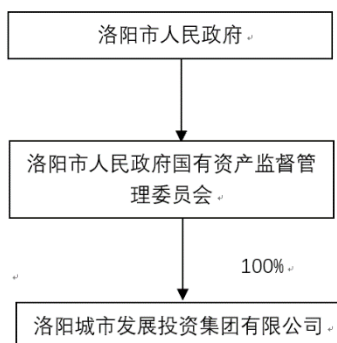 洛阳市人民政府
洛阳市人民政府国有资产监督管
理委员会
100%
洛阳城市发展投资集团有限公司